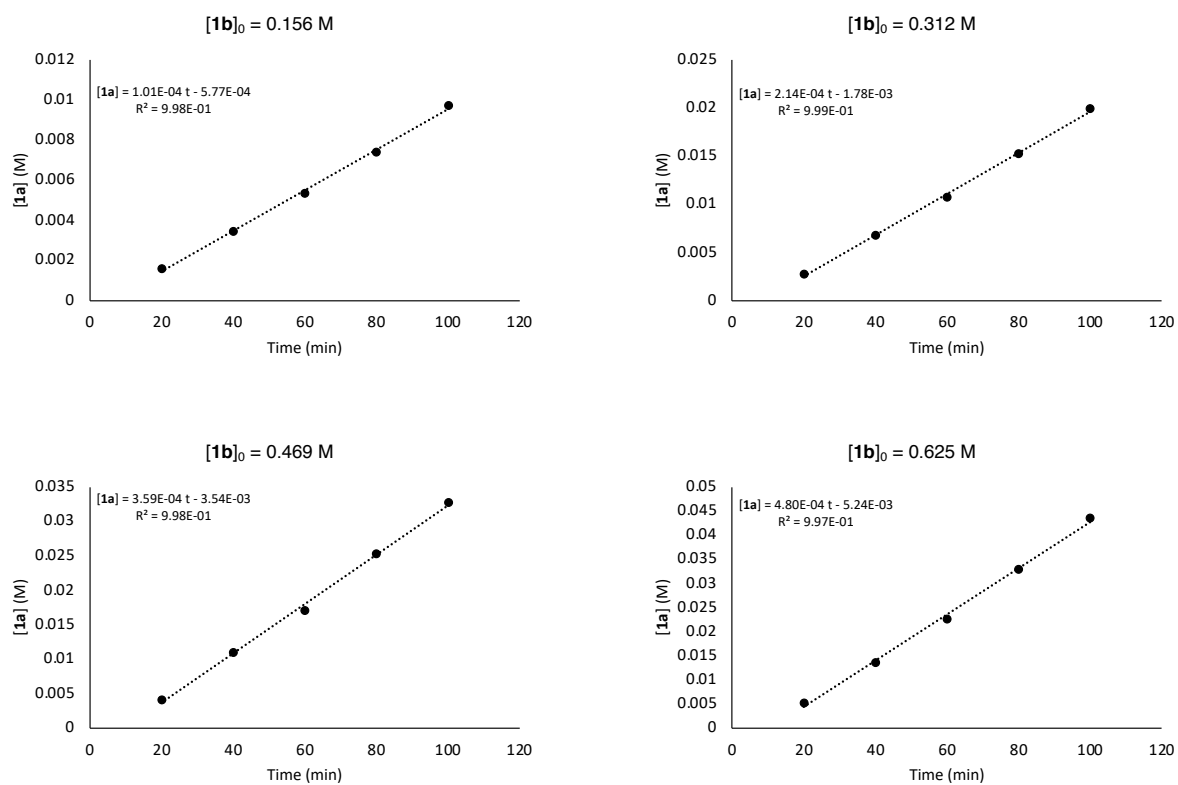 [1b]₀ = 0.156 M
0.012
0.01
0.008
0.006
0.004
0.002
0
[1a] (M)
[1a] = 1.01E-04 t - 5.77E-04
R² = 9.98E-01
0 20 40 60 80 100 120
Time (min)
[1b]₀ = 0.312 M
0.025
0.02
0.015
0.01
0.005
0
[1a] (M)
[1a] = 2.14E-04 t - 1.78E-03
R² = 9.99E-01
0 20 40 60 80 100 120
Time (min)
[1b]₀ = 0.469 M
0.035
0.03
0.025
0.02
0.015
0.01
0.005
0
[1a] (M)
[1a] = 3.59E-04 t - 3.54E-03
R² = 9.98E-01
0 20 40 60 80 100 120
Time (min)
[1b]₀ = 0.625 M
0.05
0.045
0.04
0.035
0.03
0.025
0.02
0.015
0.01
0.005
0
[1a] (M)
[1a] = 4.80E-04 t - 5.24E-03
R² = 9.97E-01
0 20 40 60 80 100 120
Time (min)